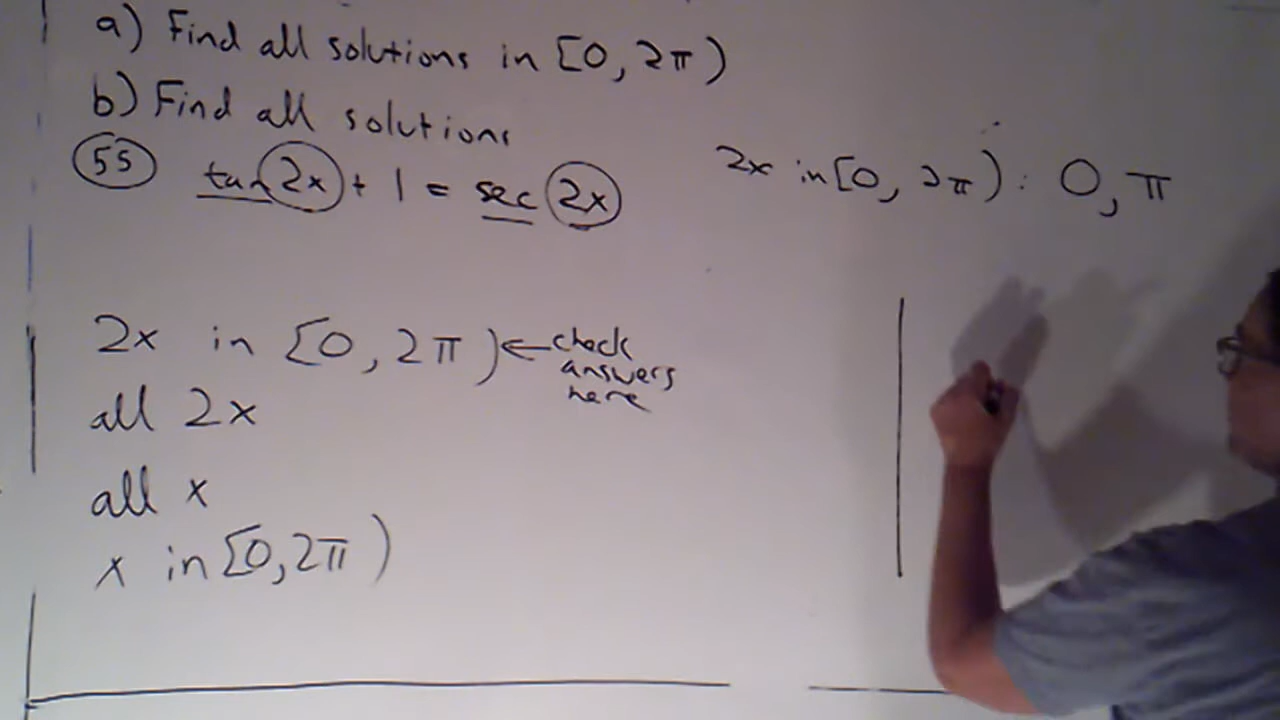 a) Find all solutions in [0, 2π)
b) Find all solutions
55 tan 2x + 1 = sec 2x
2x in [0, 2π): 0, π
2x in [0, 2π) ← check answers here
all 2x
all x
x in [0, 2π)